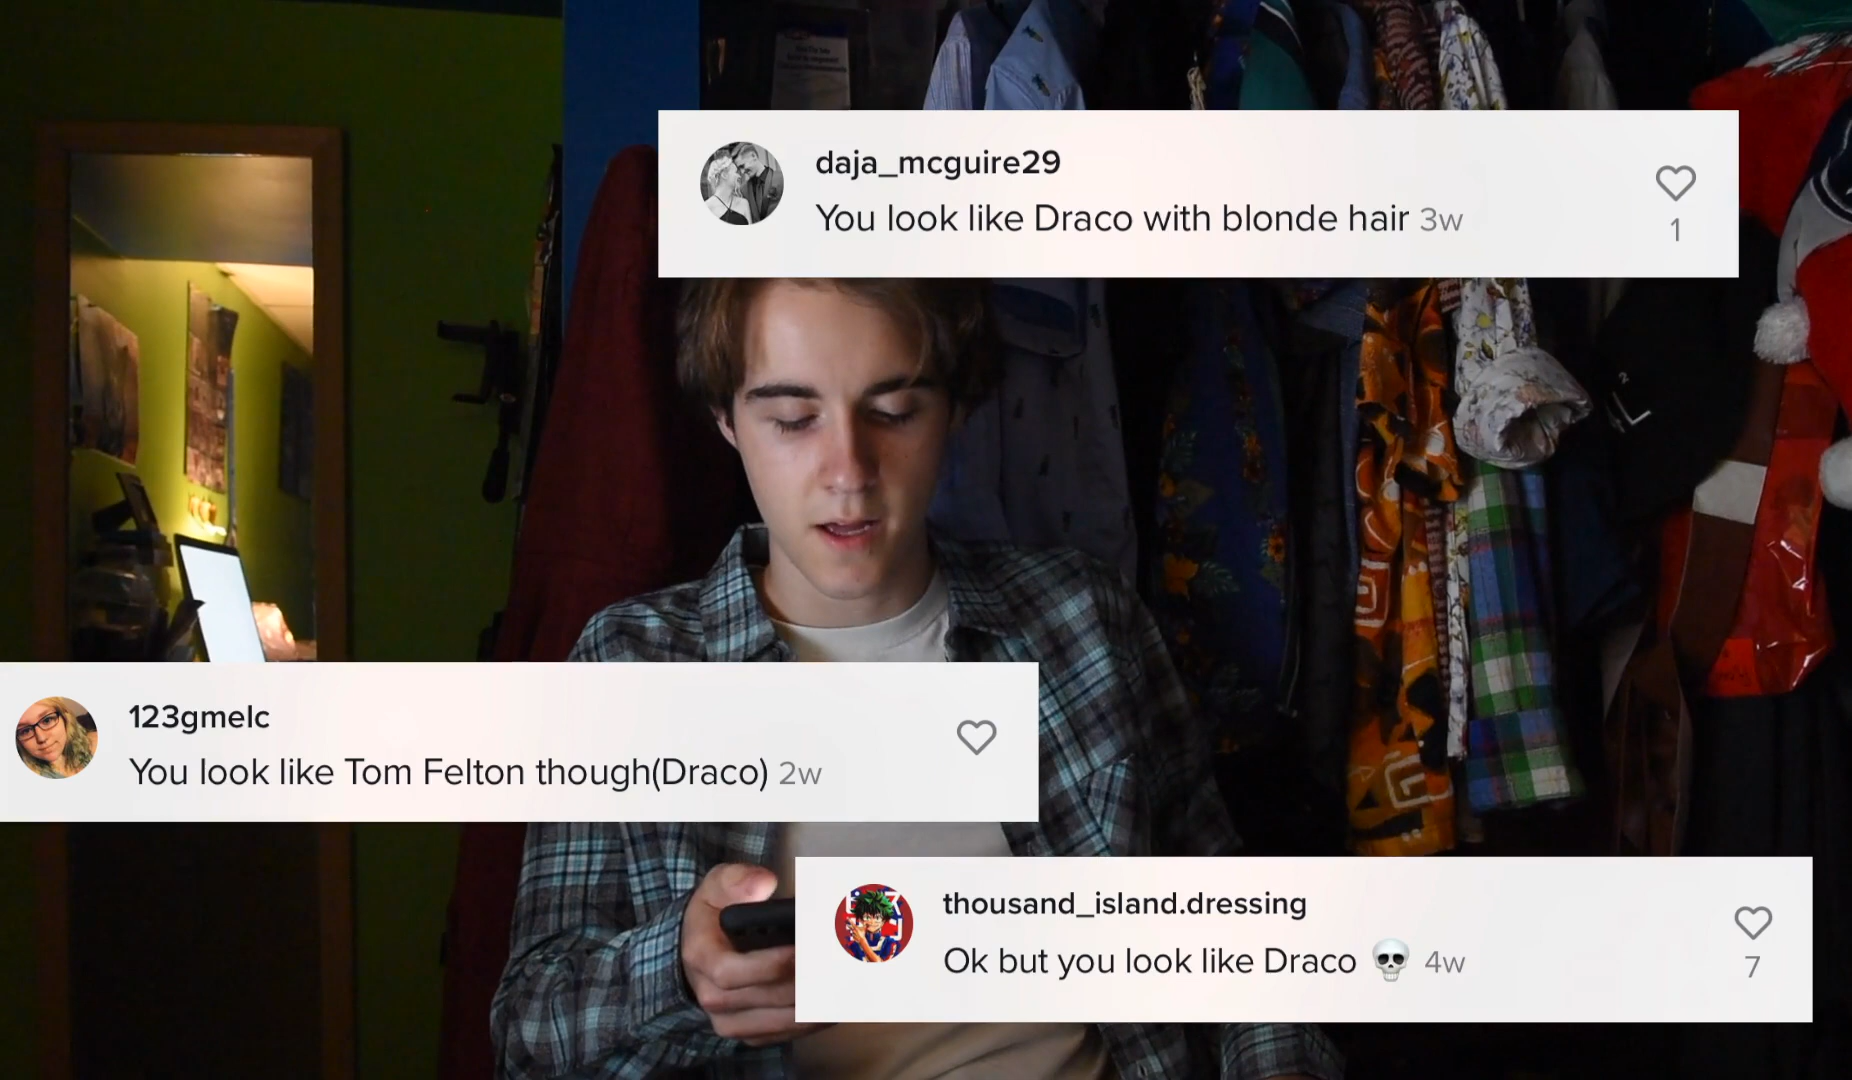 daja_mcguire29
You look like Draco with blonde hair 3w
1
123gmelc
You look like Tom Felton though(Draco) 2w
thousand_island.dressing
Ok but you look like Draco 💀 4w
7